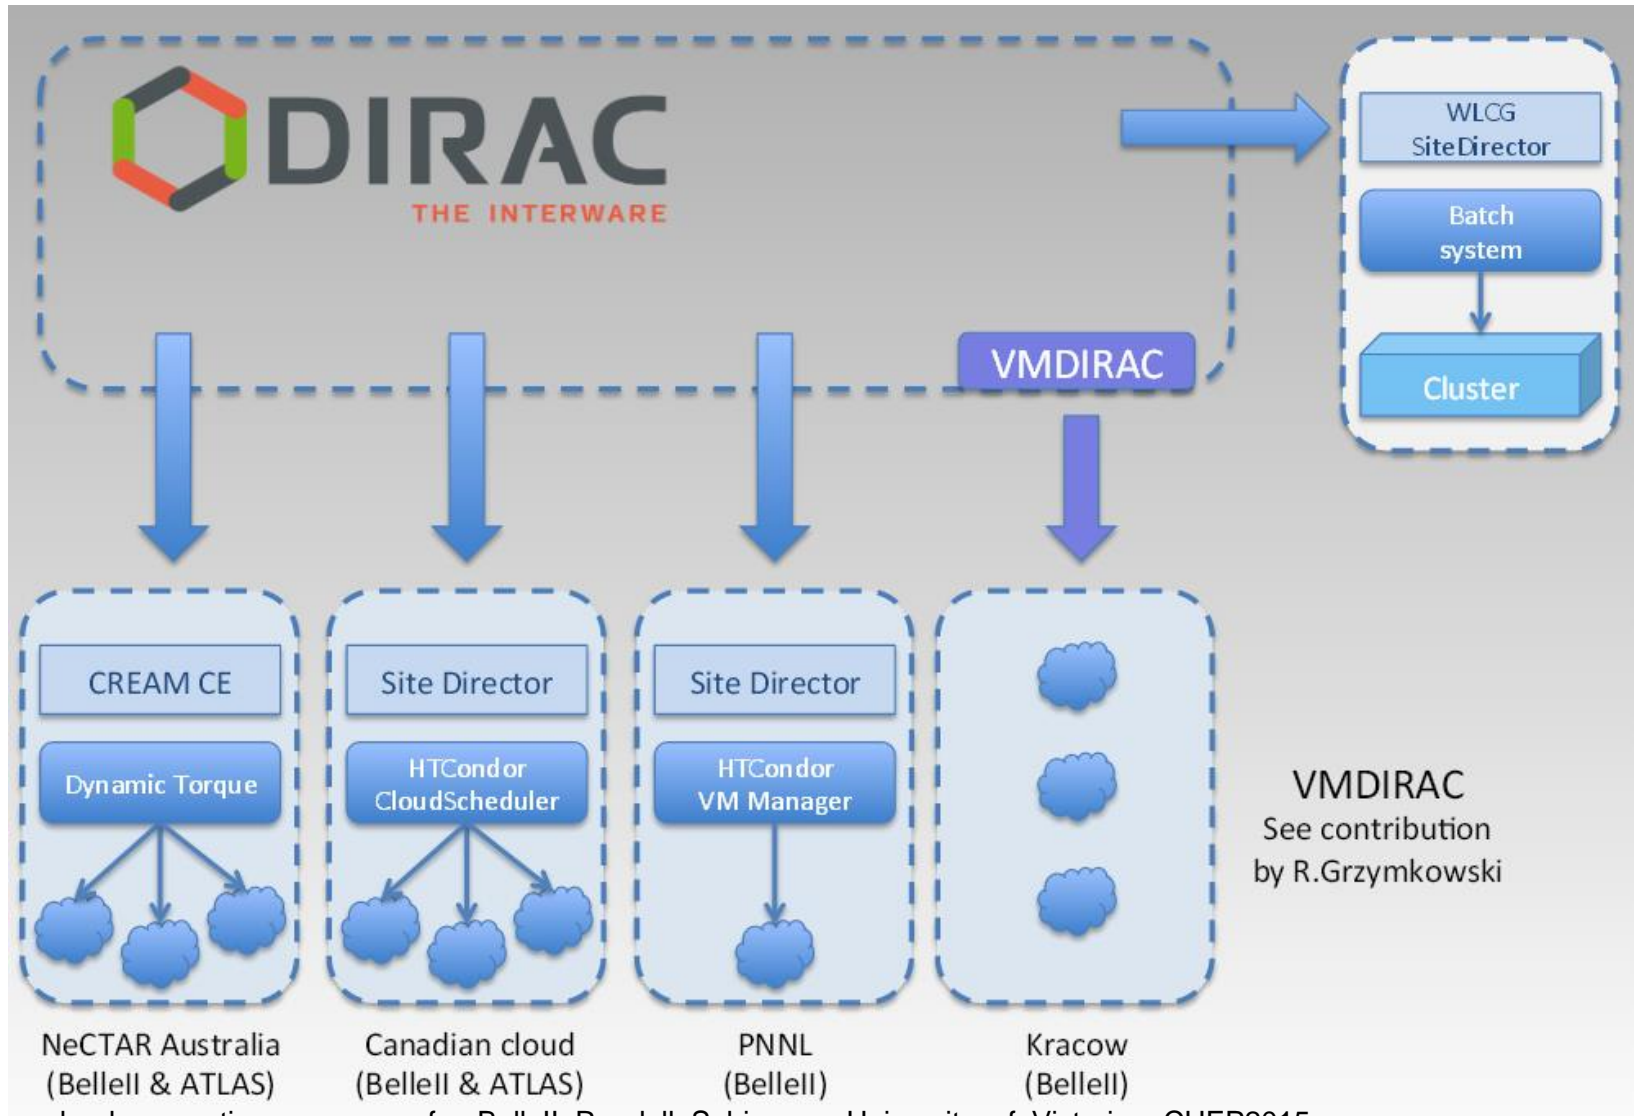 DIRAC
THE INTERWARE
WLCG
SiteDirector
Batch
system
Cluster
VMDIRAC
CREAM CE
Dynamic Torque
Site Director
HTCondor
CloudScheduler
Site Director
HTCondor
VM Manager
VMDIRAC
See contribution
by R.Grzymkowski
NeCTAR Australia
(BelleII & ATLAS)
Canadian cloud
(BelleII & ATLAS)
PNNL
(BelleII)
Kracow
(BelleII)